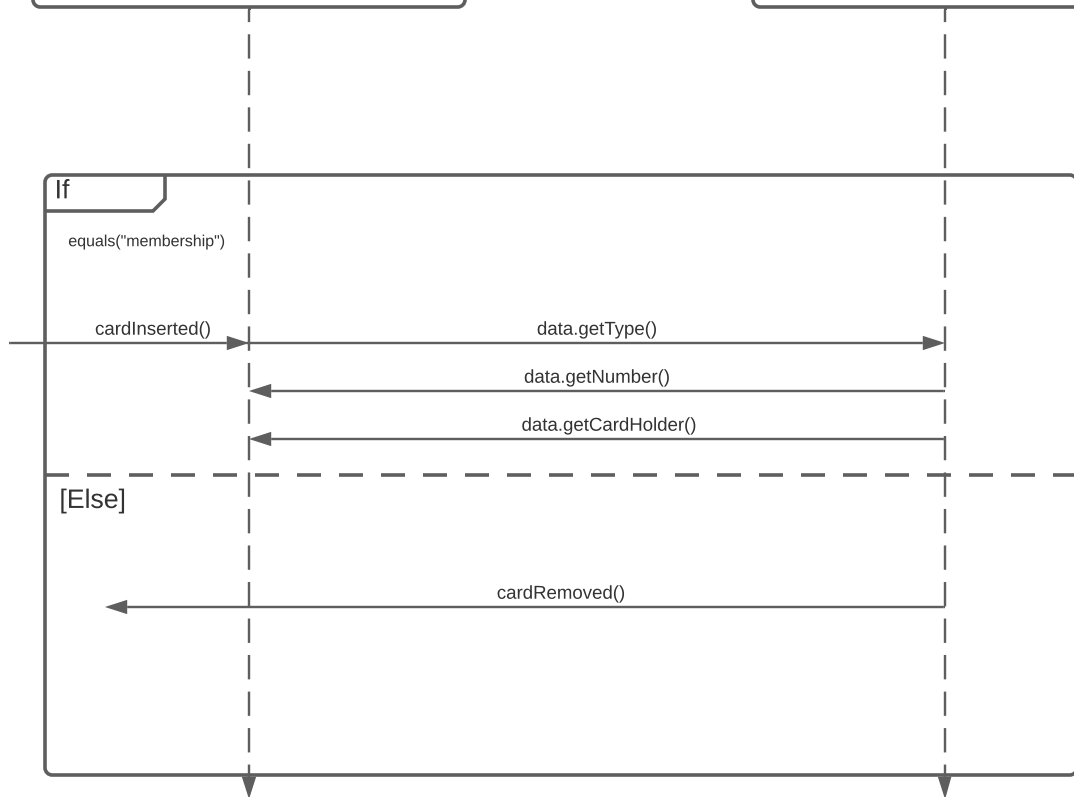 If
equals("membership")
cardInserted()
data.getType()
data.getNumber()
data.getCardHolder()
[Else]
cardRemoved()